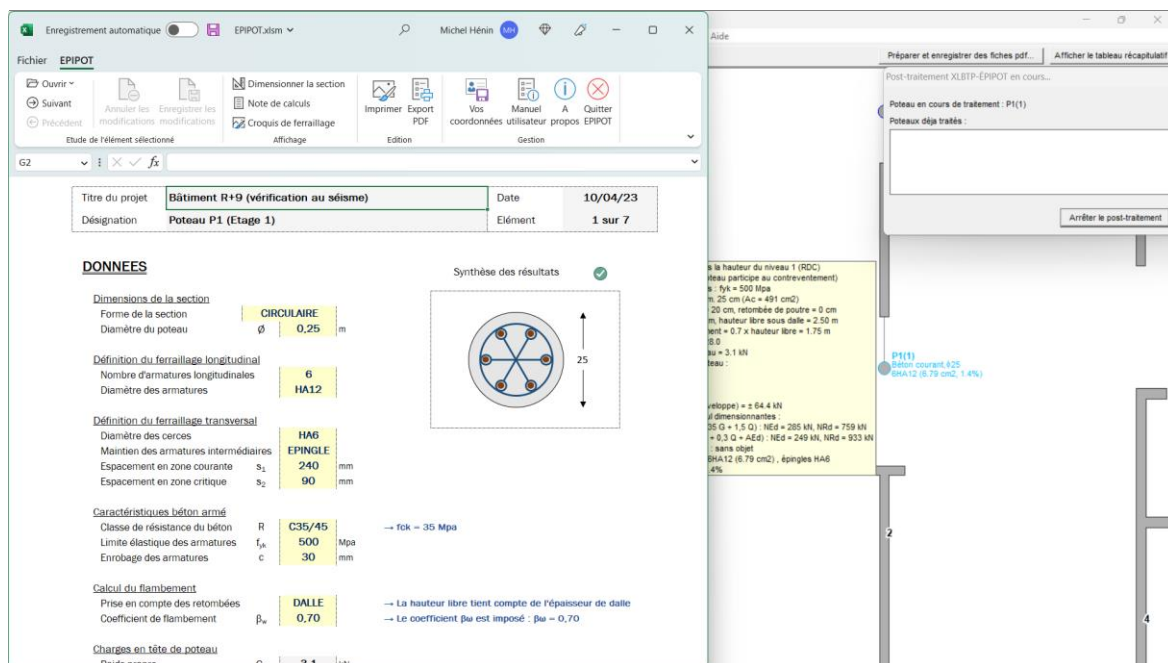 Enregistrement automatique
EPIPOT.xlsm
Michel Hénin
MH
Fichier
EPIPOT
Ouvrir
Suivant
Précédent
Annuler les modifications
Enregistrer les modifications
Etude de l'élément sélectionné
Dimensionner la section
Note de calculs
Croquis de ferraillage
Affichage
Imprimer
Export PDF
Edition
Vos coordonnées
Manuel utilisateur
A propos
Quitter EPIPOT
Gestion
G2
fx
Titre du projet Bâtiment R+9 (vérification au séisme) Date 10/04/23
Désignation Poteau P1 (Etage 1) Elément 1 sur 7
DONNEES
Synthèse des résultats
Dimensions de la section
Forme de la section CIRCULAIRE
Diamètre du poteau Ø 0,25 m
25
Définition du ferraillage longitudinal
Nombre d'armatures longitudinales 6
Diamètre des armatures HA12
Définition du ferraillage transversal
Diamètre des cerces HA6
Maintien des armatures intermédiaires EPINGLE
Espacement en zone courante s1 240 mm
Espacement en zone critique s2 90 mm
Caractéristiques béton armé
Classe de résistance du béton R C35/45 → fck = 35 Mpa
Limite élastique des armatures fyk 500 Mpa
Enrobage des armatures c 30 mm
Calcul du flambement
Prise en compte des retombées DALLE → La hauteur libre tient compte de l'épaisseur de dalle
Coefficient de flambement βw 0,70 → Le coefficient βω est imposé : βω = 0,70
Charges en tête de poteau
Aide
Préparer et enregistrer des fiches pdf...
Afficher le tableau récapitulatif
Post-traitement XLBTP-ÉPIPOT en cours...
Poteau en cours de traitement : P1(1)
Poteaux déja traités :
Arrêter le post-traitement
s la hauteur du niveau 1 (RDC)
teau participe au contreventement)
s : fyk = 500 Mpa
m. 25 cm (Ac = 491 cm2)
20 cm, retombée de poutre = 0 cm
m, hauteur libre sous dalle = 2.50 m
ent = 0.7 x hauteur libre = 1.75 m
28.0
au = 3.1 kN
teau :
veloppe) = ± 64.4 kN
ul dimensionnantes :
35 G + 1,5 Q) : NEd = 285 kN, NRd = 759 kN
+ 0,3 Q + AEd) : NEd = 249 kN, NRd = 933 kN
: sans objet
6HA12 (6.79 cm2) , épingles HA6
.4%
P1(1)
Béton courant,Φ25
6HA12 (6.79 cm2, 1.4%)
2
4